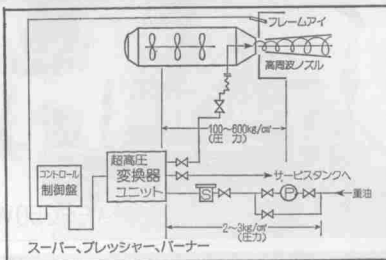 フレームアイ
高周波ノズル
100~600kg/c㎡
(圧 力)
コントロール
制御盤
超高圧
変換器
ユニット
サービスタンクへ
S
P
重油
2~3kg/c㎡
(圧力)
スーパー、プレッシャー、バーナー